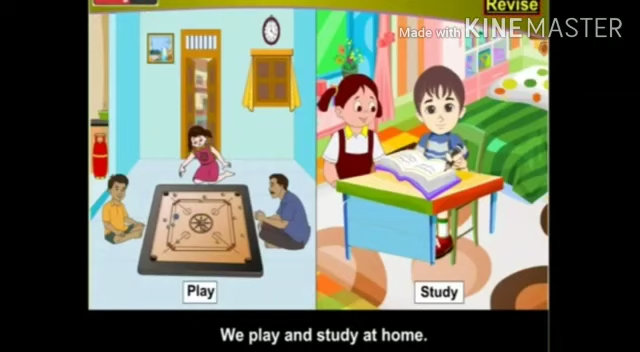 Revise
Made with KINEMASTER
Play
Study
We play and study at home.